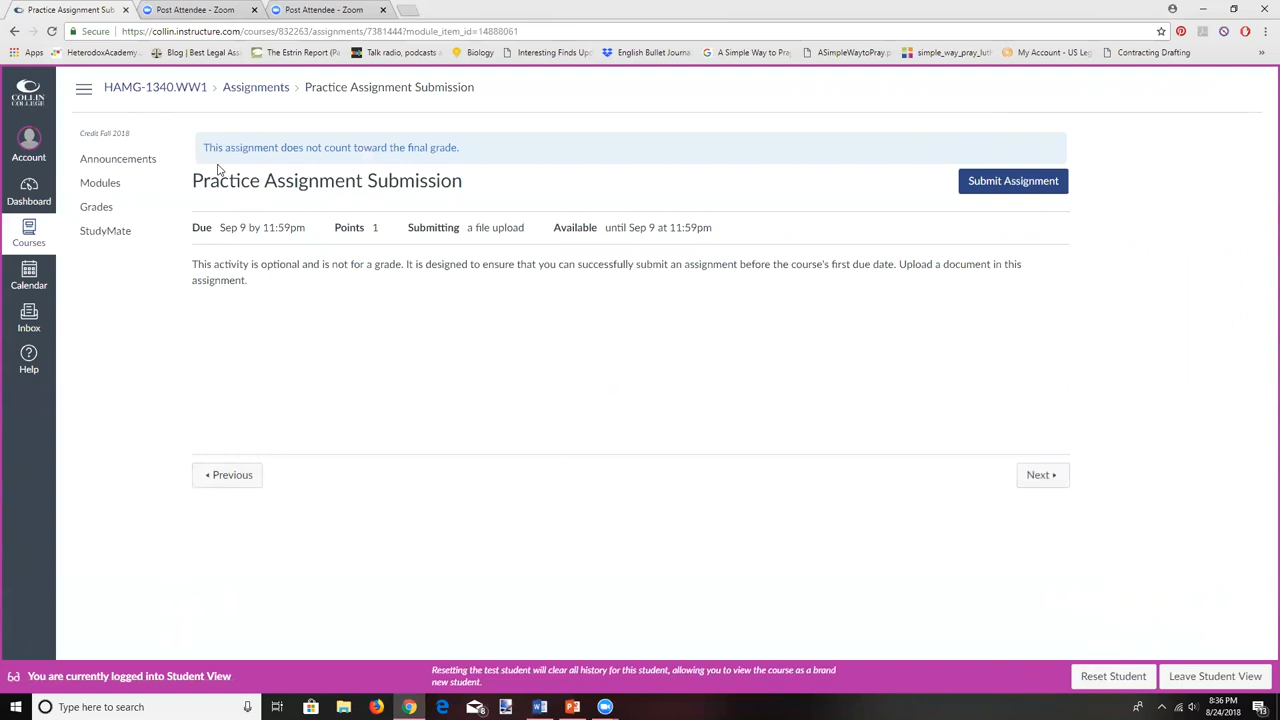 Practice Assignment Sub
Post Attendee - Zoom
Post Attendee - Zoom
Secure
https://collin.instructure.com/courses/832263/assignments/7381444?module_item_id=14888061
Apps
HeterodoxAcademy.
Blog | Best Legal Ass
The Estrin Report (Pa
Talk radio, podcasts a
Biology
Interesting Finds Upd
English Bullet Journa
Simple Way to Pray.p
ASimpleWaytoPray.p
simple_way_pray_luth
My Account - US Leg
Contracting Drafting
»
COLLIN
COLLEGE
Account
Dashboard
Courses
Calendar
Inbox
Help
HAMG-1340.WW1 > Assignments > Practice Assignment Submission
Credit Fall 2018
Announcements
Modules
Grades
StudyMate
This assignment does not count toward the final grade.
Practice Assignment Submission
Submit Assignment
Due Sep 9 by 11:59pm Points 1 Submitting a file upload Available until Sep 9 at 11:59pm
This activity is optional and is not for a grade. It is designed to ensure that you can successfully submit an assignment before the course's first due date. Upload a document in this
assignment.
Previous
Next
You are currently logged into Student View
Resetting the test student will clear all history for this student, allowing you to view the course as a brand
new student.
Reset Student
Leave Student View
Type here to search
8:36 PM
8/24/2018